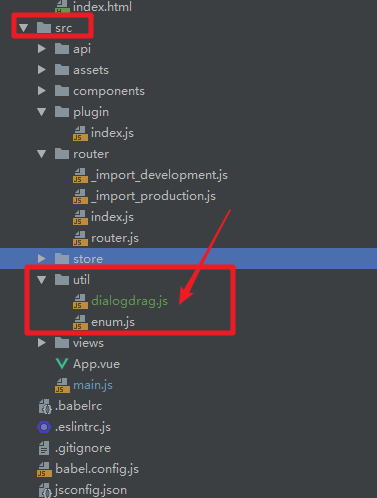 index.html
src
api
assets
components
plugin
index.js
router
_import_development.js
_import_production.js
index.js
router.js
store
util
dialogdrag.js
enum.js
views
App.vue
main.js
.babelrc
.eslintrc.js
.gitignore
babel.config.js
jsconfig.json